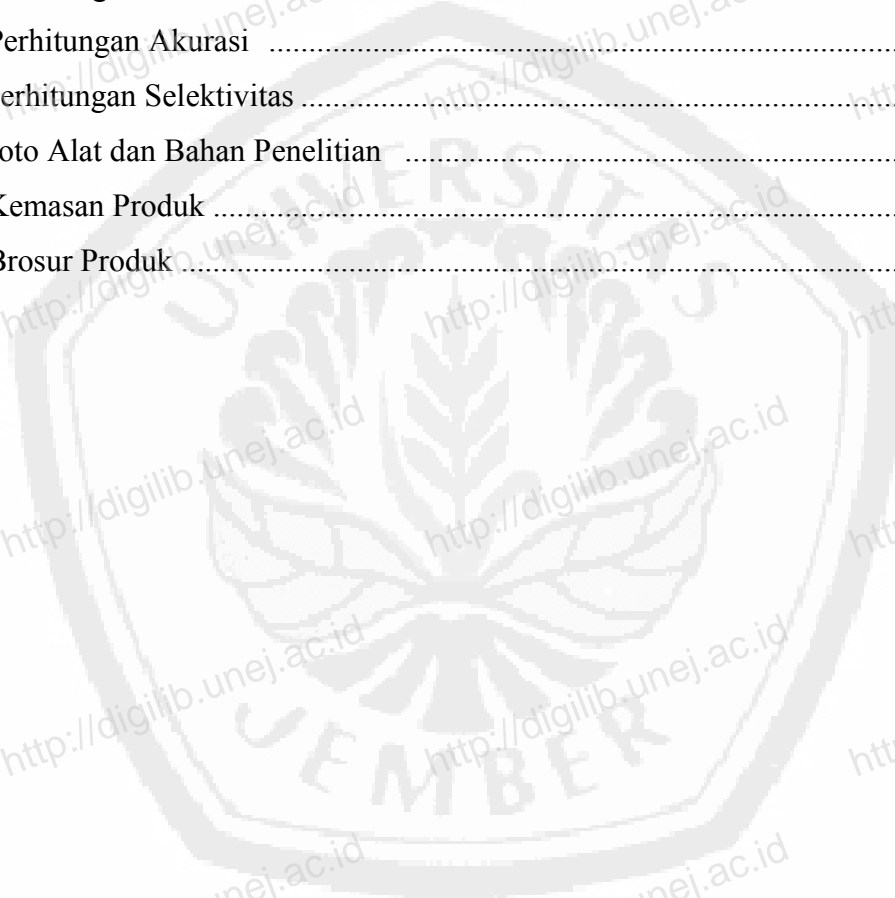 Perhitungan Akurasi ................................................................................
erhitungan Selektivitas ................................................................................
oto Alat dan Bahan Penelitian ................................................................................
Kemasan Produk ................................................................................
Brosur Produk ................................................................................
UNIVERSITAS
JEMBER
http://digilib.unej.ac.id
http://digilib.unej.ac.id
http://digilib.unej.ac.id
http://digilib.unej.ac.id
http://digilib.unej.ac.id
http://digilib.unej.ac.id